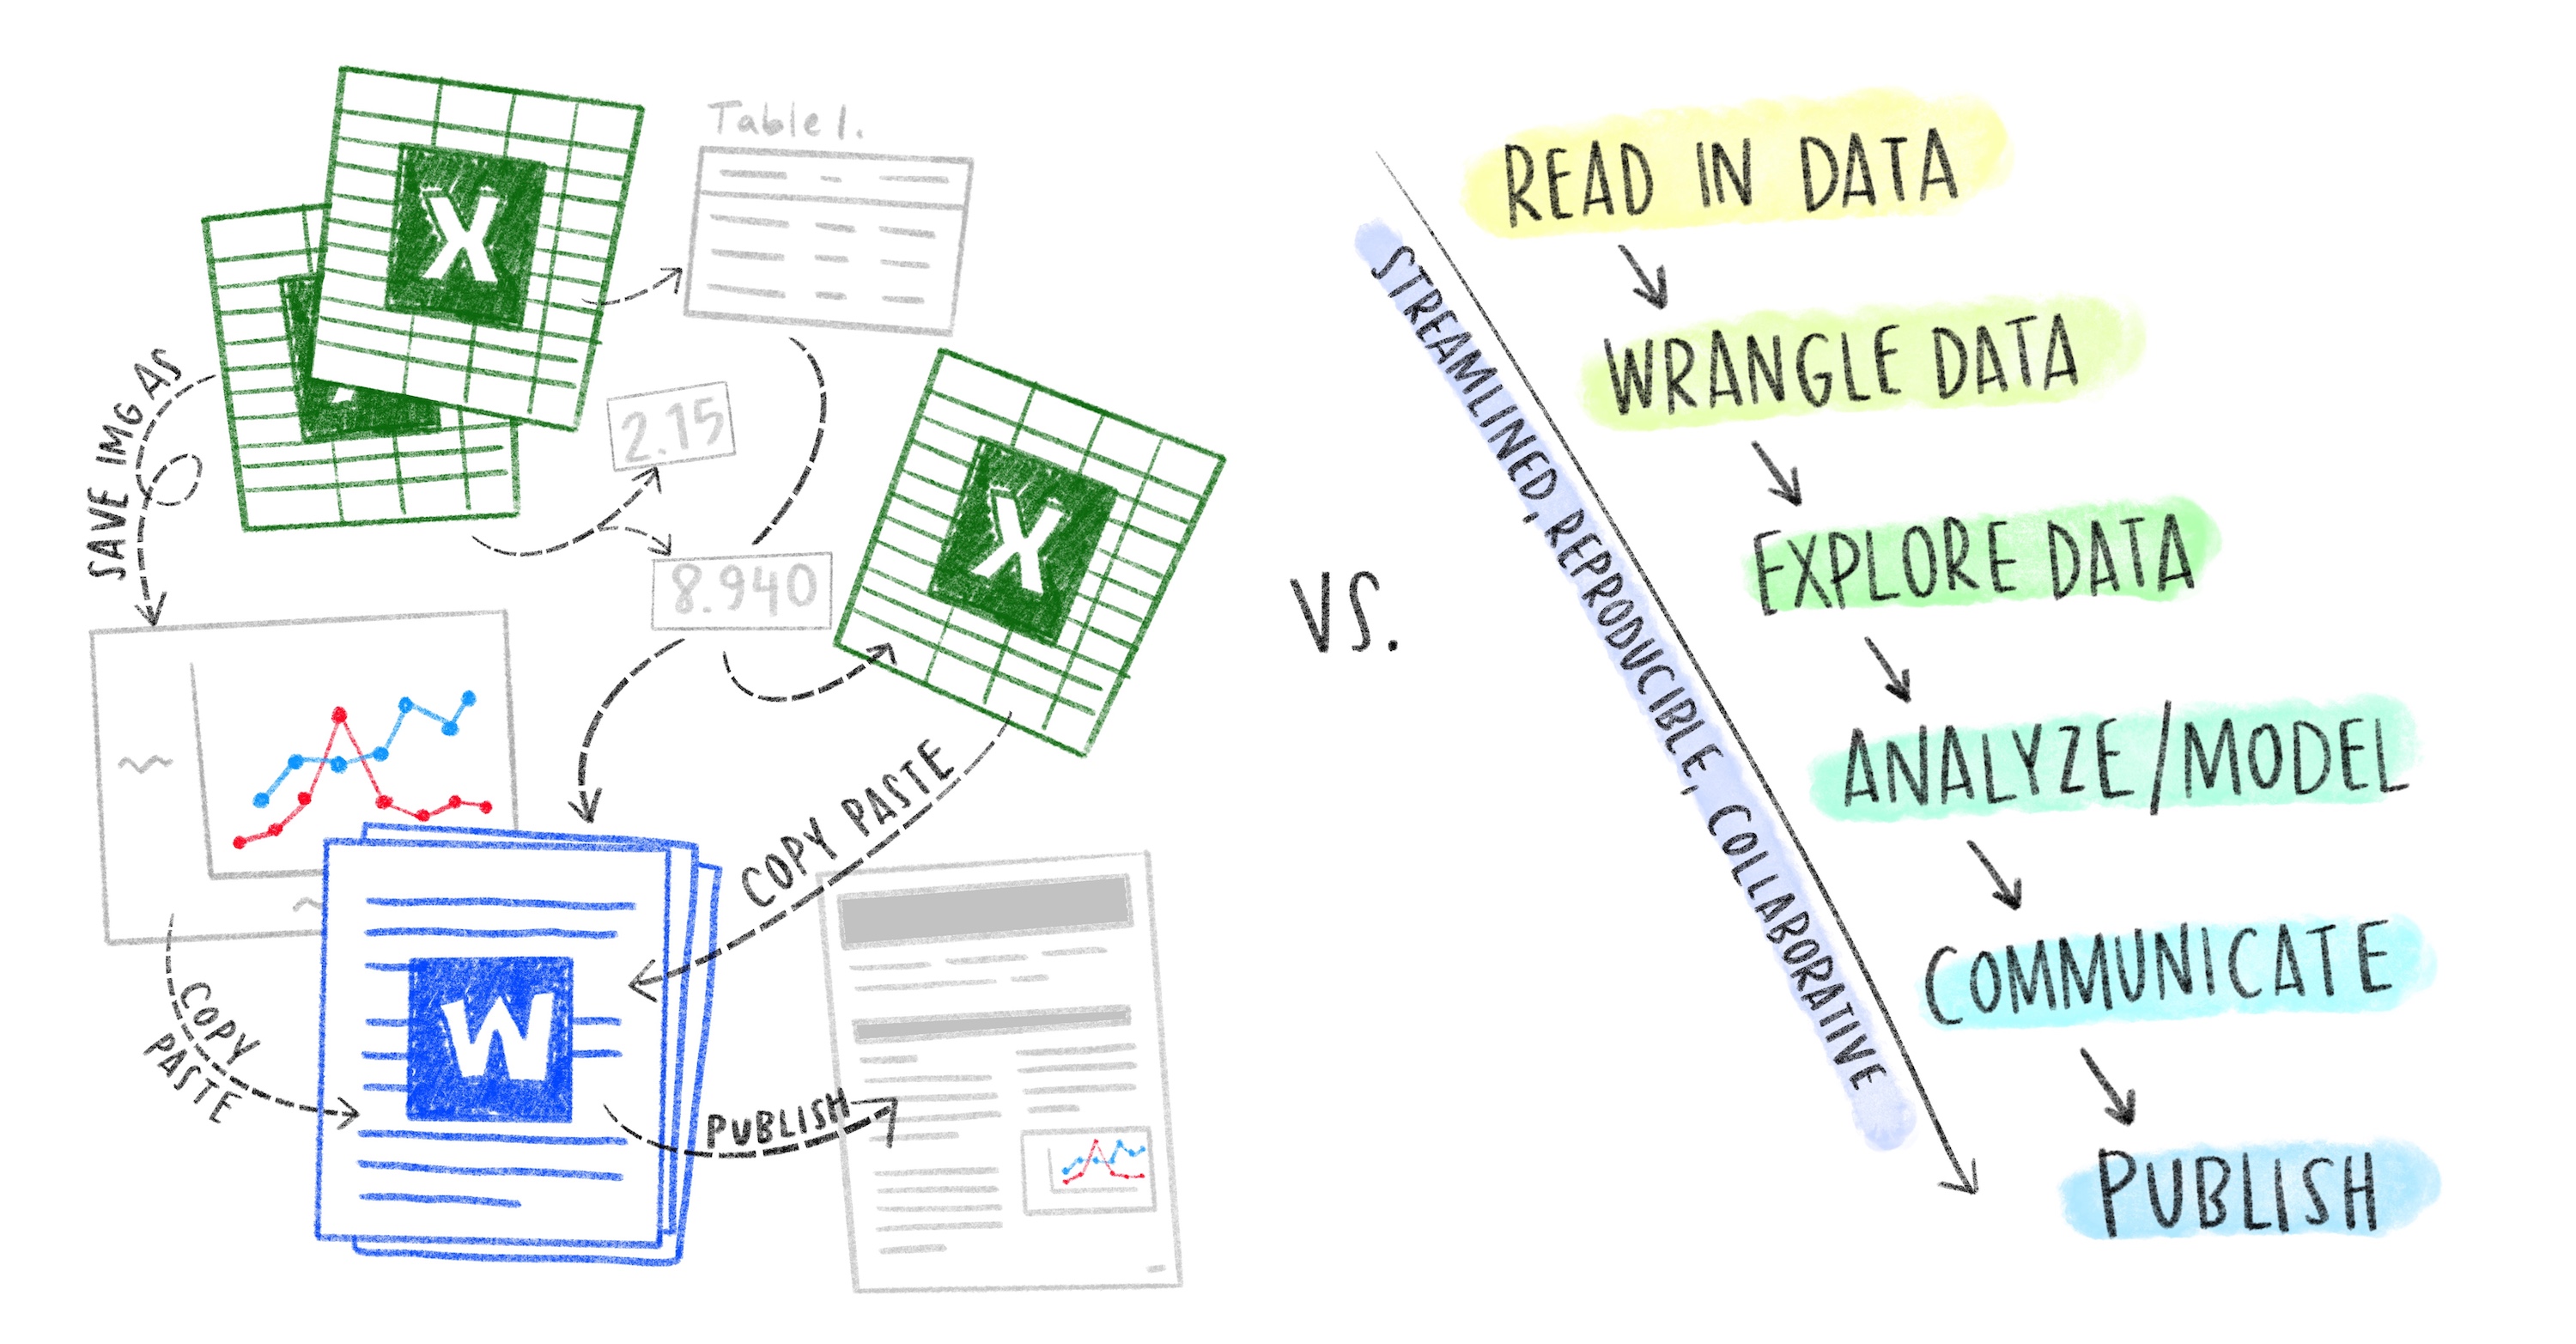 Table 1.
X
2.15
SAVE IMG AS
8.940
X
COPY PASTE
W
COPY
PASTE
PUBLISH
VS.
READ IN DATA
WRANGLE DATA
EXPLORE DATA
ANALYZE/MODEL
COMMUNICATE
PUBLISH
STREAMLINED, REPRODUCIBLE, COLLABORATIVE